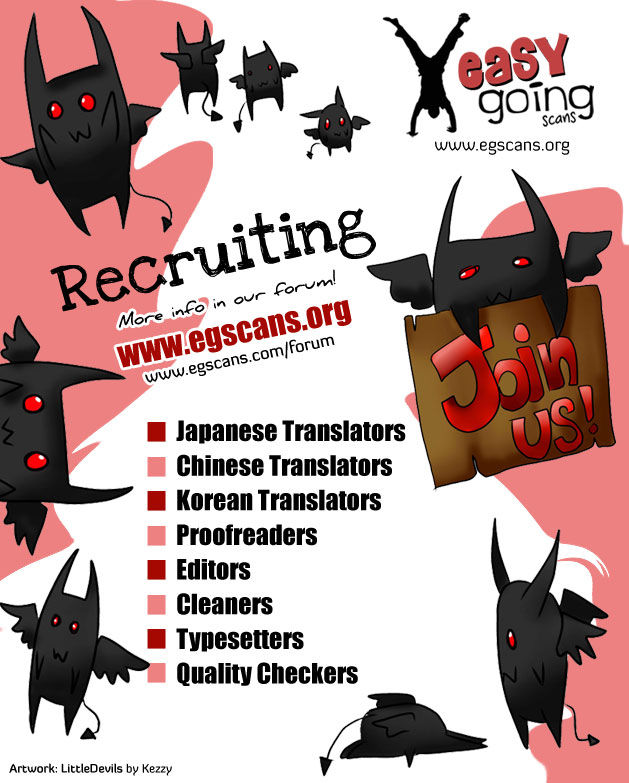 easy
going
scans
www.egscans.org
Recruiting
More info in our forum!
www.egscans.org
www.egscans.com/forum
Join
us!
Japanese Translators
Chinese Translators
Korean Translators
Proofreaders
Editors
Cleaners
Typesetters
Quality Checkers
Artwork: LittleDevils by Kezzy